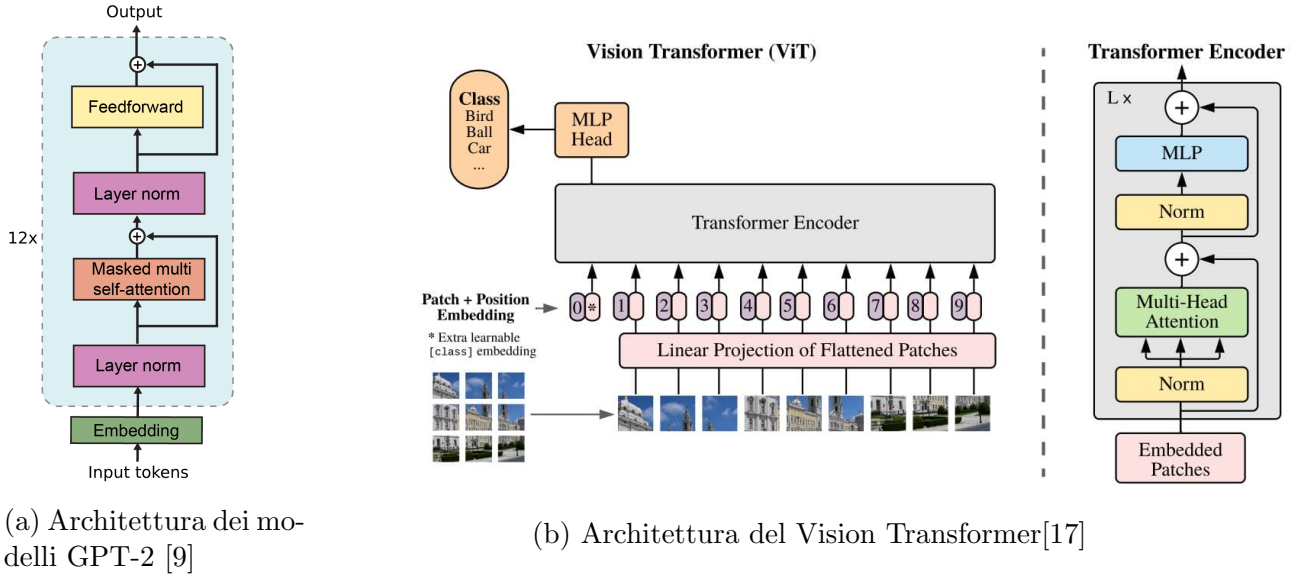 Output
Feedforward
Layer norm
12x
Masked multi
self-attention
Layer norm
Embedding
Input tokens
(a) Architettura dei mo-
delli GPT-2 [9]
Vision Transformer (ViT)
Class
Bird
Ball
Car
...
MLP
Head
Transformer Encoder
Patch + Position
Embedding
* Extra learnable
[class] embedding
0 * 1 2 3 4 5 6 7 8 9
Linear Projection of Flattened Patches
Transformer Encoder
L x
+
MLP
Norm
+
Multi-Head
Attention
Norm
Embedded
Patches
(b) Architettura del Vision Transformer[17]